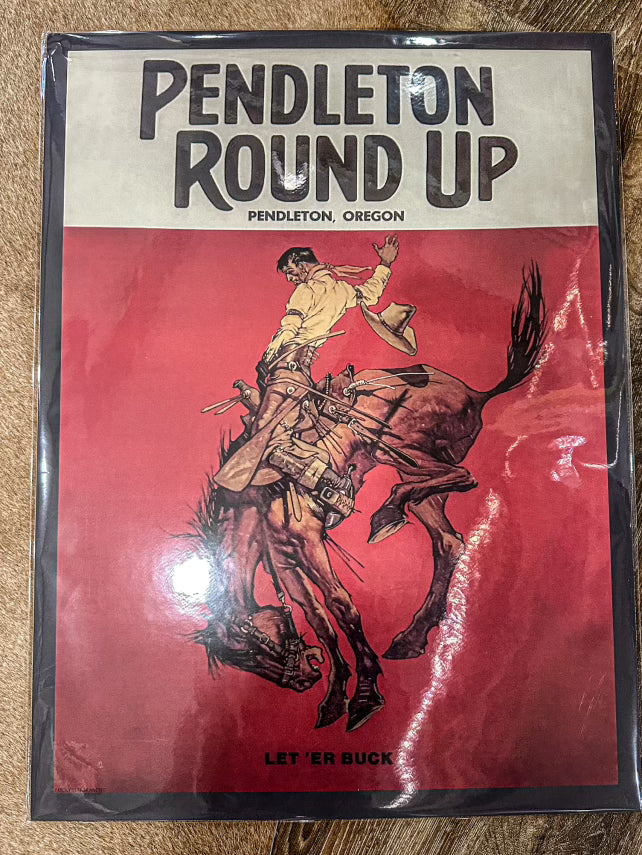 PENDLETON
ROUND UP
PENDLETON, OREGON
LET 'ER BUCK